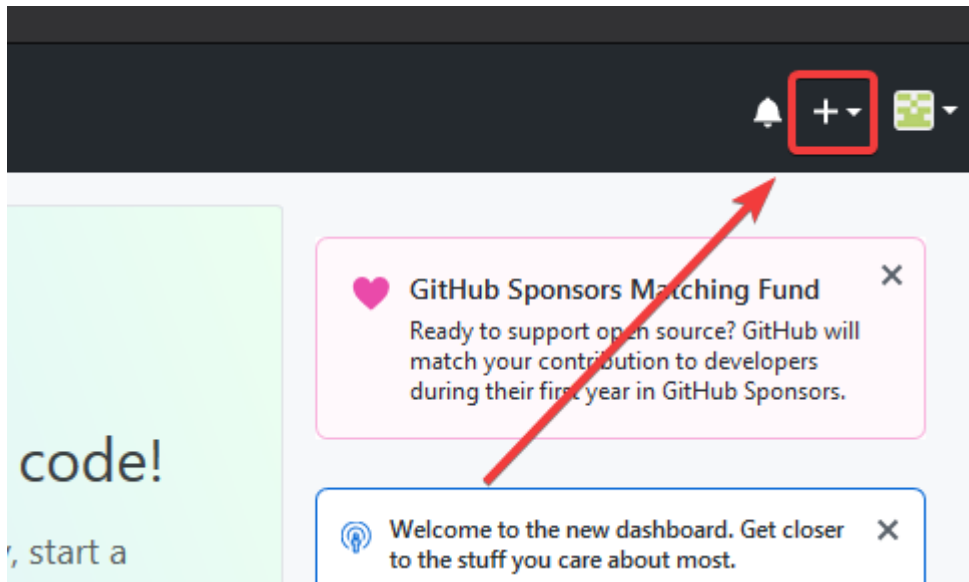 GitHub Sponsors Matching Fund
Ready to support open source? GitHub will
match your contribution to developers
during their first year in GitHub Sponsors.
code!
, start a
Welcome to the new dashboard. Get closer
to the stuff you care about most.